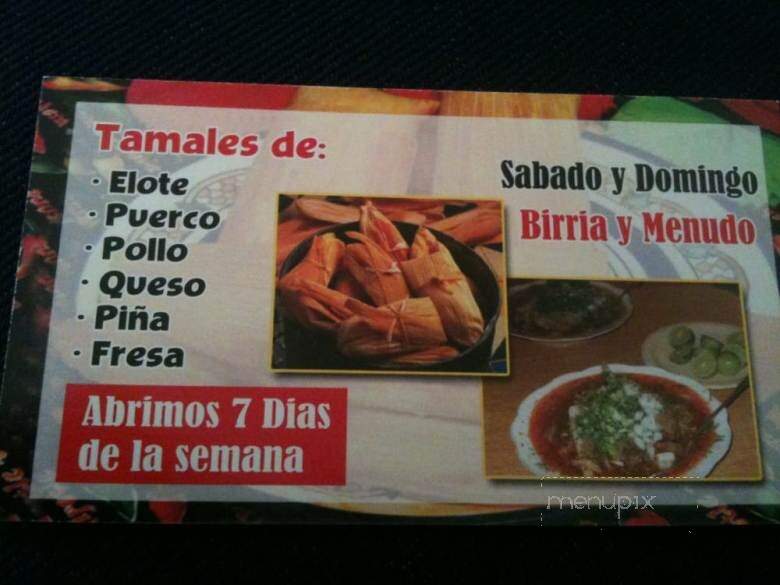 Tamales de:
· Elote
· Puerco
· Pollo
· Queso
· Piña
· Fresa
Abrimos 7 Dias
de la semana
Sabado y Domingo
Birria y Menudo
menupix